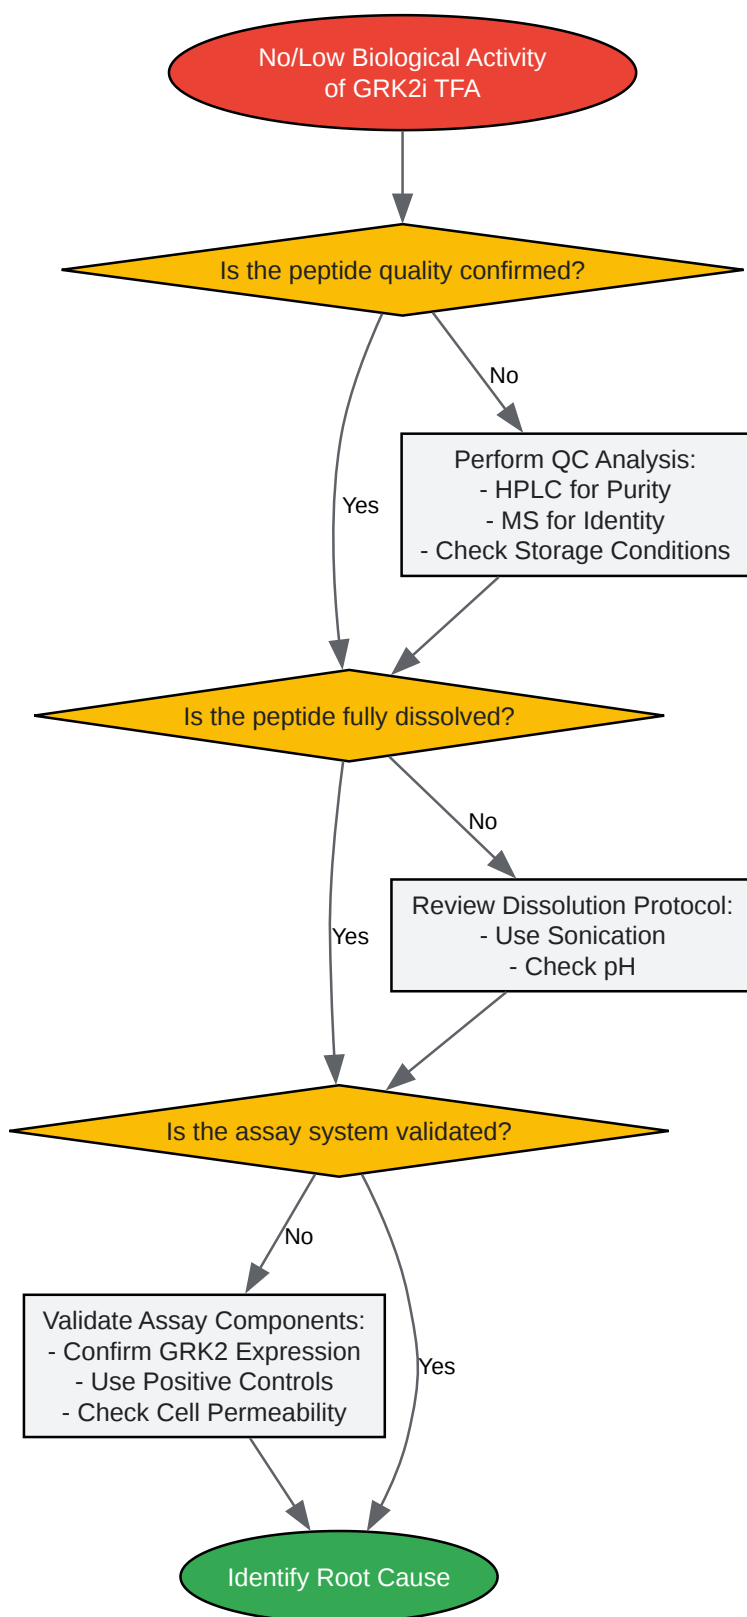 No/Low Biological Activity
of GRK2i TFA
Is the peptide quality confirmed?
No
Perform QC Analysis:
- HPLC for Purity
- MS for Identity
- Check Storage Conditions
Yes
Is the peptide fully dissolved?
No
Review Dissolution Protocol:
- Use Sonication
- Check pH
Yes
Is the assay system validated?
No
Validate Assay Components:
- Confirm GRK2 Expression
- Use Positive Controls
- Check Cell Permeability
Yes
Identify Root Cause